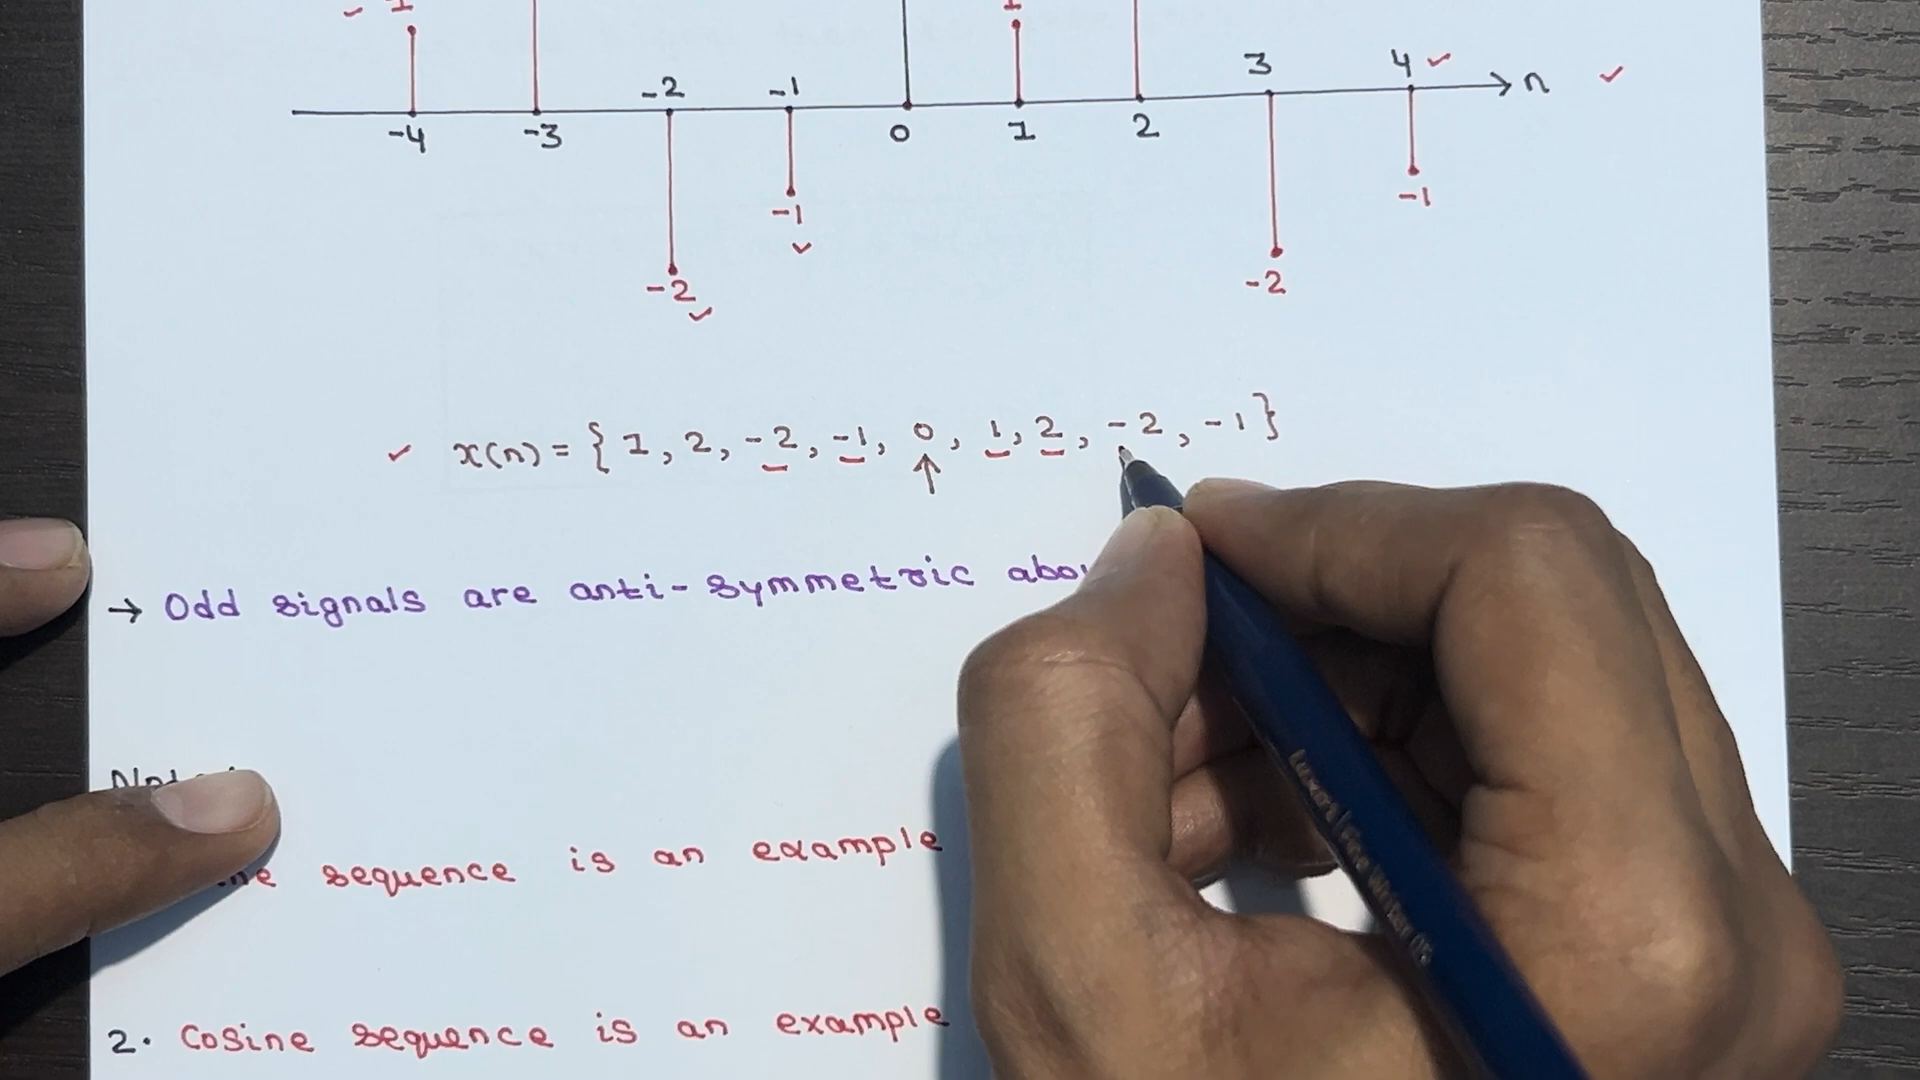 1 1
-2 -1 3 4 n
-4 -3 0 1 2
-1 -1
-2 -2
x(n) = { 1, 2, -2, -1, 0, 1, 2, -2, -1 }
↑
→ Odd signals are anti-symmetric
sequence is an example
2. Cosine sequence is an example